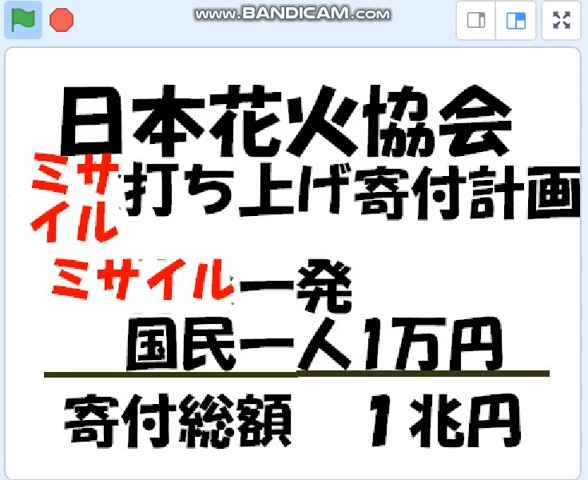 www.BANDICAM.com
日本花火協会
ミサイル打ち上げ寄付計画
ミサイル一発
国民一人1万円
寄付総額　1兆円